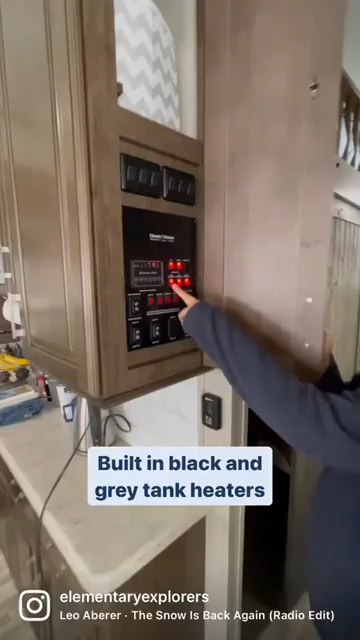 Built in black and
grey tank heaters
elementaryexplorers
Leo Aberer · The Snow Is Back Again (Radio Edit)